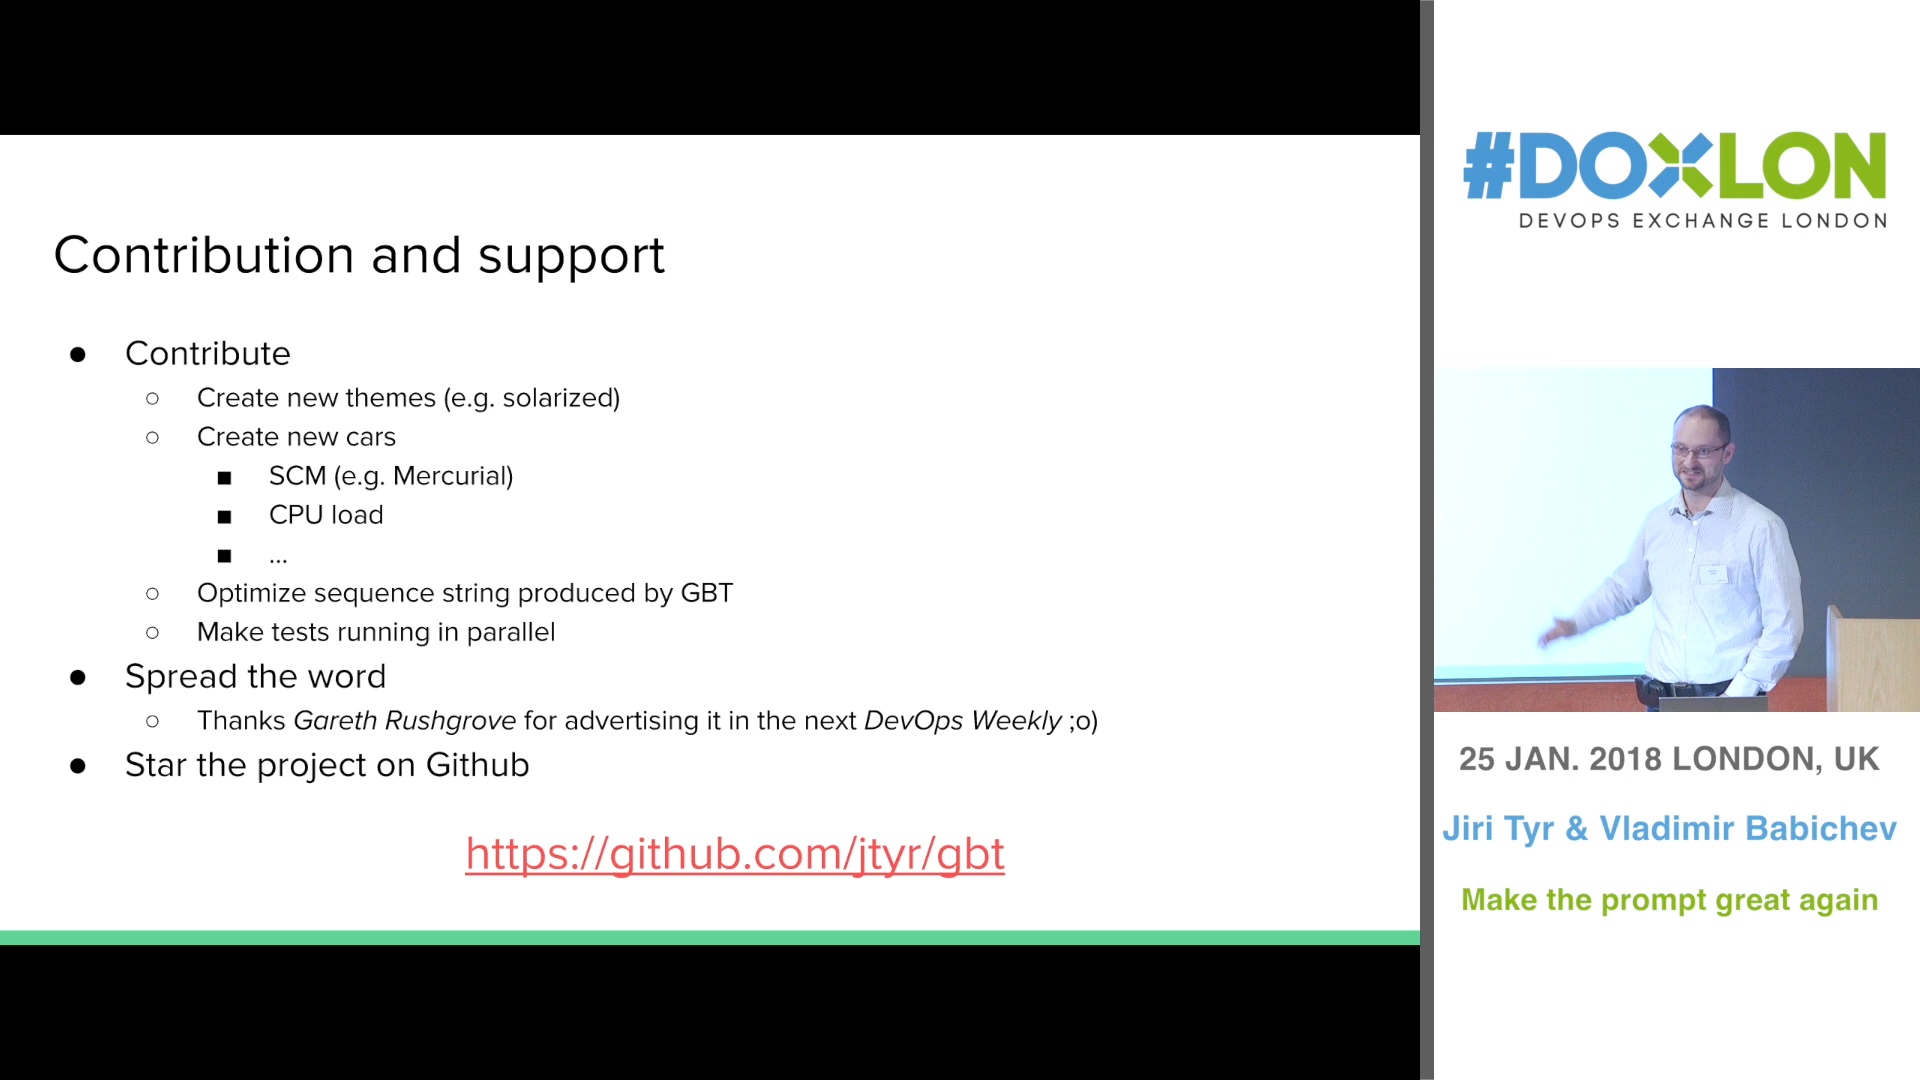 Contribution and support
● Contribute
○ Create new themes (e.g. solarized)
○ Create new cars
■ SCM (e.g. Mercurial)
■ CPU load
■ ...
○ Optimize sequence string produced by GBT
○ Make tests running in parallel
● Spread the word
○ Thanks Gareth Rushgrove for advertising it in the next DevOps Weekly ;o)
● Star the project on Github
https://github.com/jtyr/gbt
#DOXLON
DEVOPS EXCHANGE LONDON
25 JAN. 2018 LONDON, UK
Jiri Tyr & Vladimir Babichev
Make the prompt great again